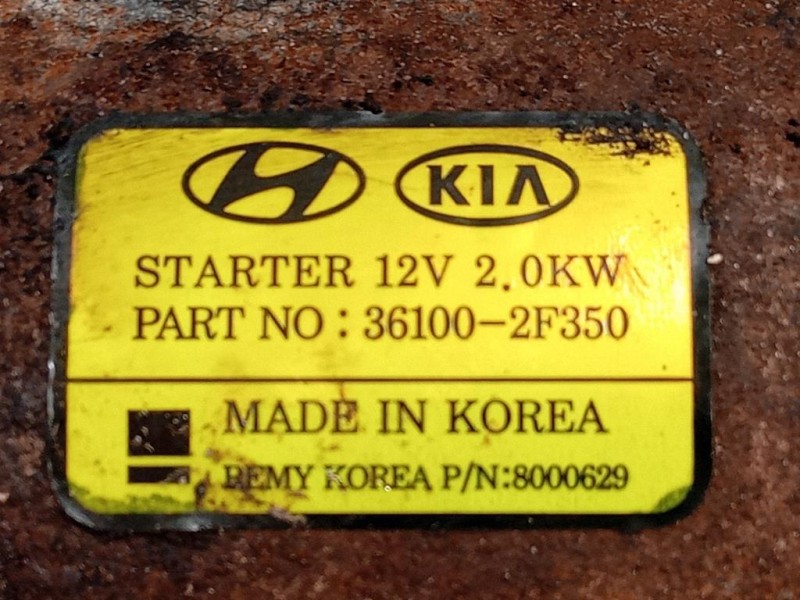 KIA
STARTER 12V 2.0KW
PART NO : 36100-2F350
MADE IN KOREA
REMY KOREA P/N:8000629